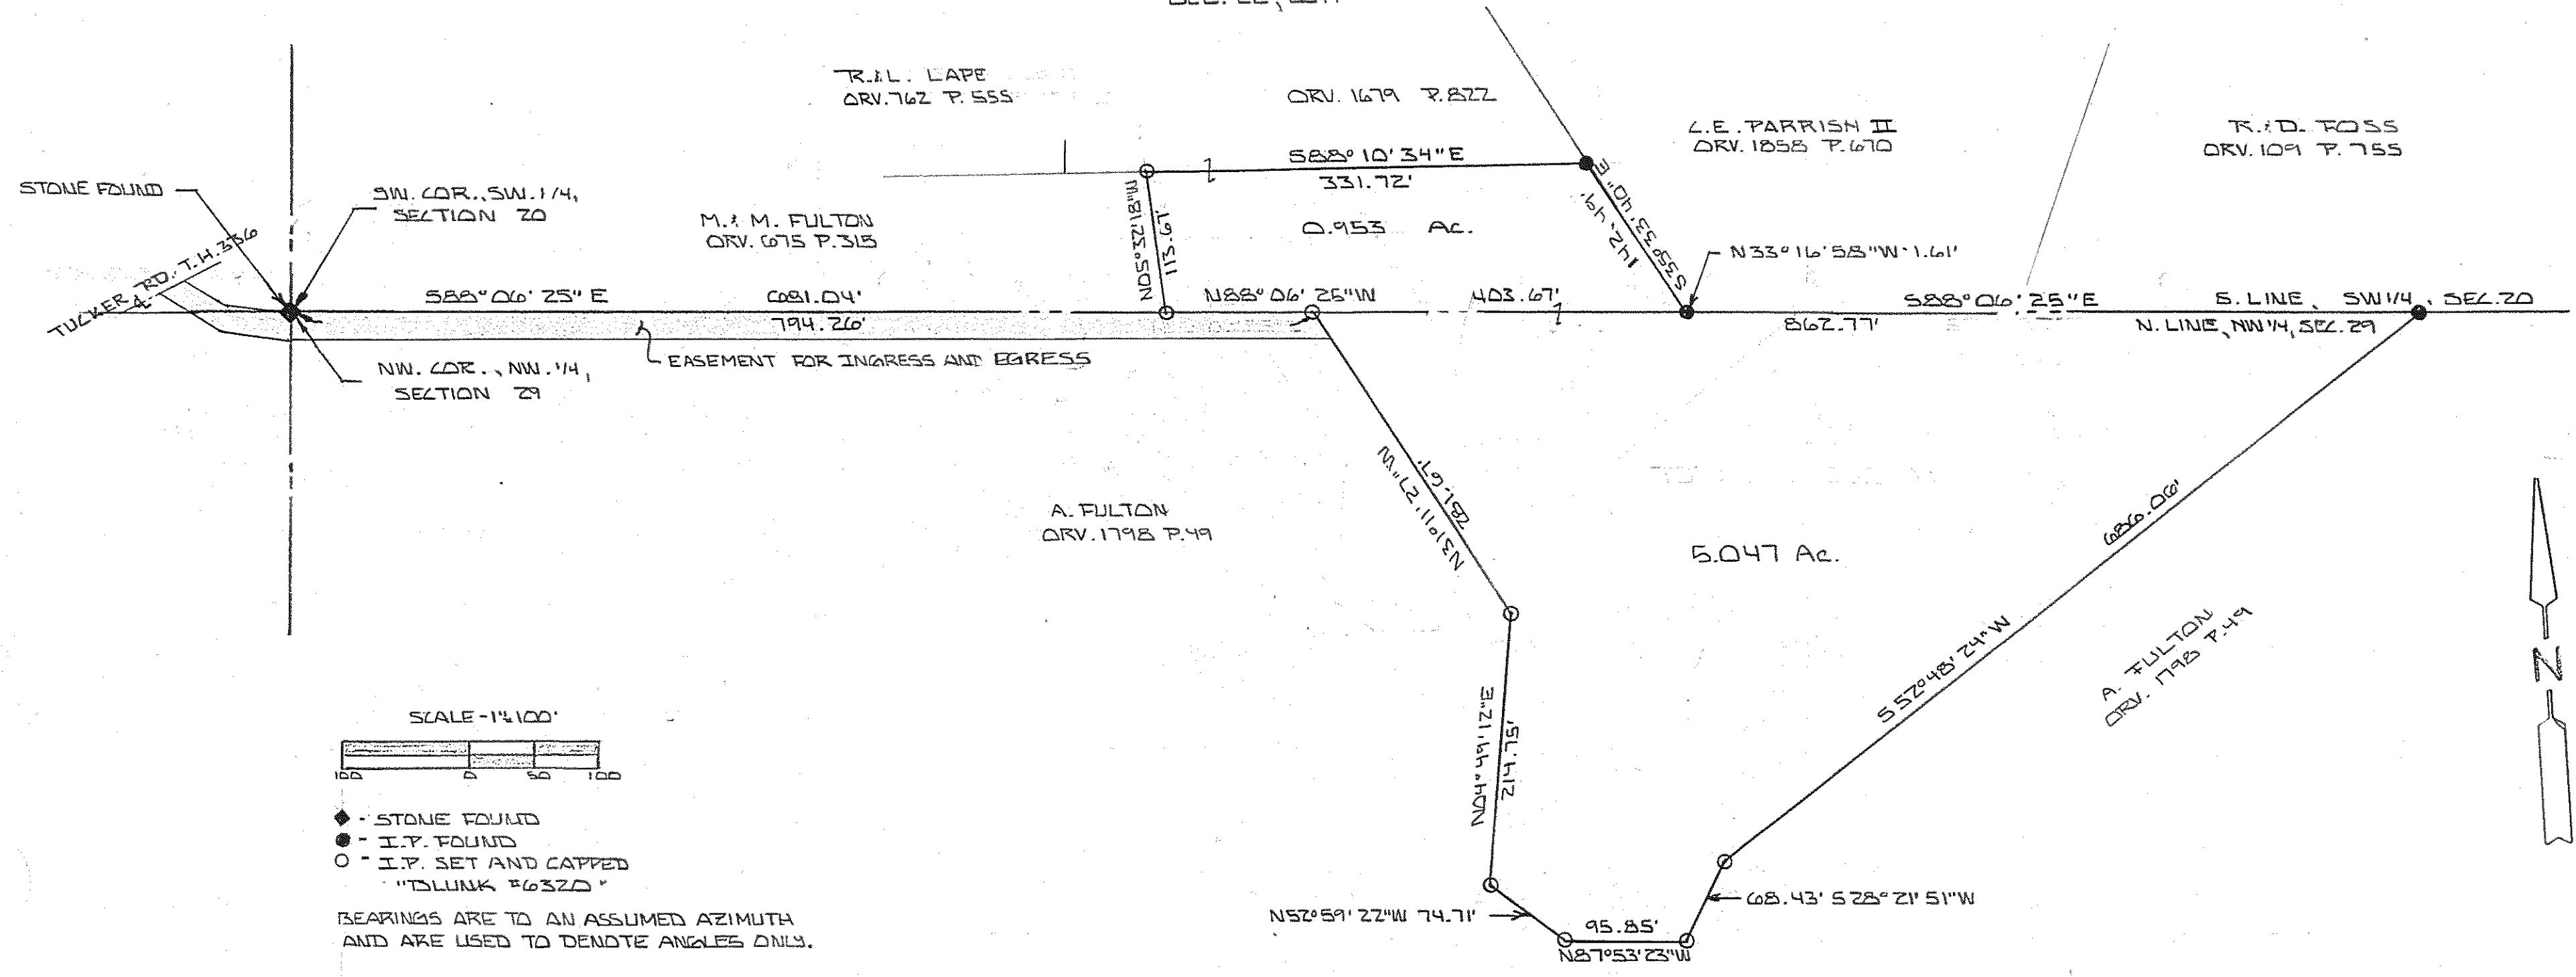 R.&L. LAPE
ORV. 762 P. 555
ORV. 1679 P. 822
L.E. PARRISH II
ORV. 1858 P. 670
R.&D. FOSS
ORV. 109 P. 755
S88°10'34"E
331.72'
STONE FOUND
SW. COR., SW. 1/4,
SECTION 20
M. & M. FULTON
ORV. 675 P. 315
N05°32'18"W
113.67'
0.953 AC.
S35°33'40"E
142.49'
N33°16'58"W-1.61'
TUCKER RD. T.H. 336
S88°06'25"E
681.04'
794.26'
N88°06'25"W
403.67'
S88°06'25"E
862.77'
S. LINE, SW 1/4, SEC. 20
N. LINE, NW 1/4, SEC. 29
EASEMENT FOR INGRESS AND EGRESS
NW. COR., NW. 1/4,
SECTION 29
A. FULTON
ORV. 1798 P. 49
N31°11'27"W
281.67'
5.047 AC.
686.06'
S52°48'24"W
A. FULTON
ORV. 1798 P. 49
N
SCALE-1"=100'
100 0 50 100
N04°49'12"E
214.75'
- STONE FOUND
- I.P. FOUND
- I.P. SET AND CAPPED
"BLUNK #6320"
BEARINGS ARE TO AN ASSUMED AZIMUTH
AND ARE USED TO DENOTE ANGLES ONLY.
N52°59'22"W 74.71'
95.85'
N87°53'23"W
68.43' S28°21'51"W